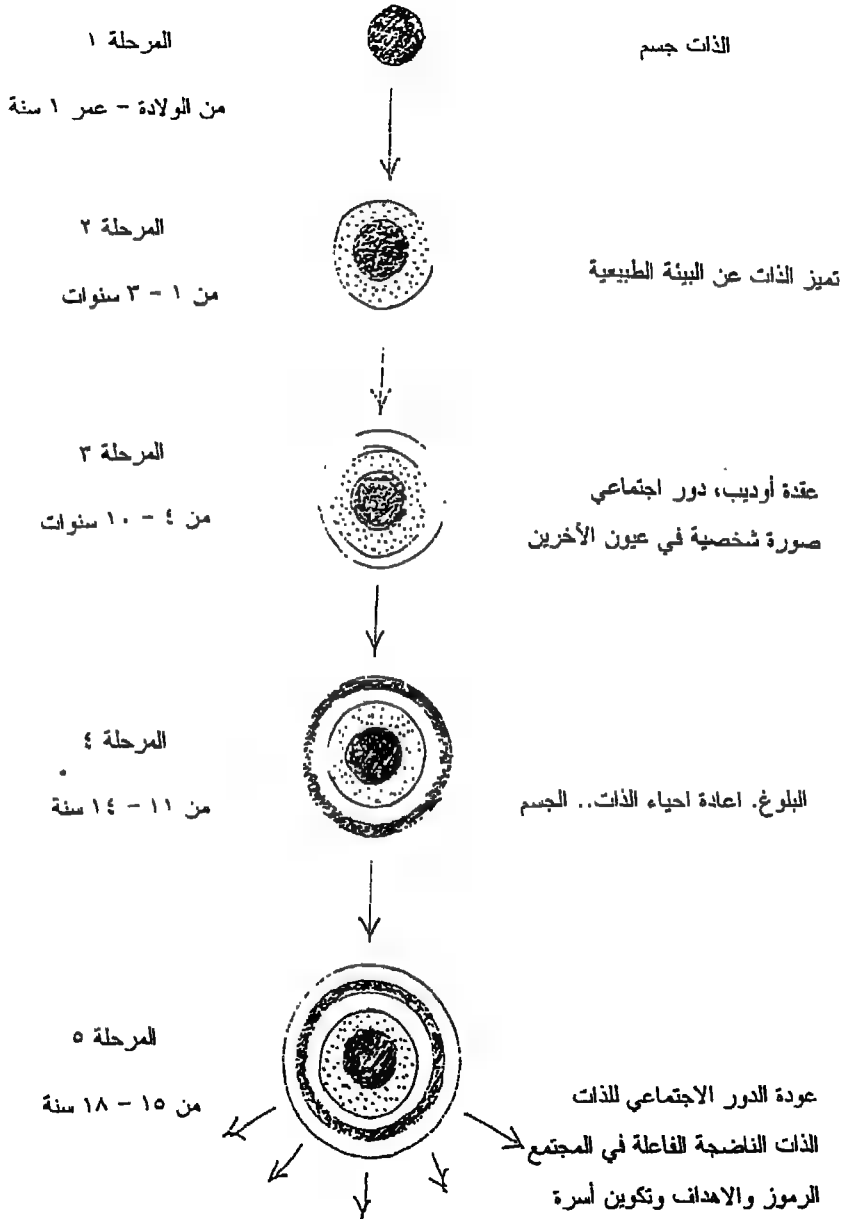 الذات جسم
المرحلة ١
من الولادة - عمر ١ سنة
تميز الذات عن البيئة الطبيعية
المرحلة ٢
من ١ - ٣ سنوات
عقدة أوديب، دور اجتماعي
صورة شخصية في عيون الأخرين
المرحلة ٣
من ٤ - ١٠ سنوات
البلوغ. اعادة احياء الذات.. الجسم
المرحلة ٤
من ١١ - ١٤ سنة
عودة الدور الاجتماعي للذات
الذات الناضجة الفاعلة في المجتمع
الرموز والاهداف وتكوين أسرة
المرحلة ٥
من ١٥ - ١٨ سنة